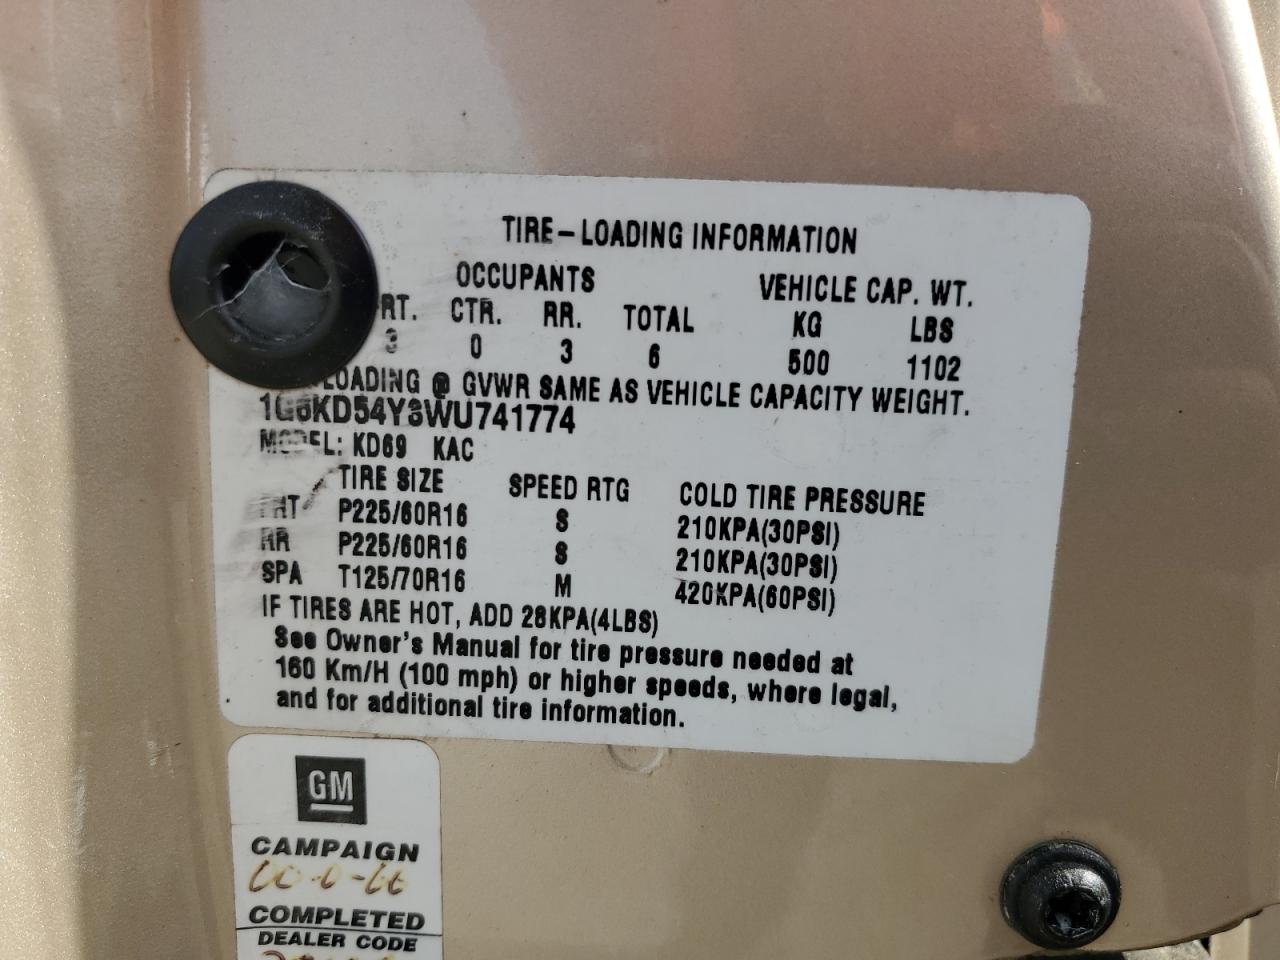 TIRE-LOADING INFORMATION
OCCUPANTS VEHICLE CAP. WT.
RT. CTR. RR. TOTAL KG LBS
3 0 3 6 500 1102
LOADING @ GVWR SAME AS VEHICLE CAPACITY WEIGHT.
1G6KD54Y3WU741774
MODEL: KD69 KAC
TIRE SIZE SPEED RTG COLD TIRE PRESSURE
FHT P225/60R16 S 210KPA(30PSI)
RR P225/60R16 S 210KPA(30PSI)
SPA T125/70R16 M 420KPA(60PSI)
IF TIRES ARE HOT, ADD 28KPA(4LBS)
See Owner's Manual for tire pressure needed at
160 Km/H (100 mph) or higher speeds, where legal,
and for additional tire information.
GM
CAMPAIGN
COMPLETED
DEALER CODE